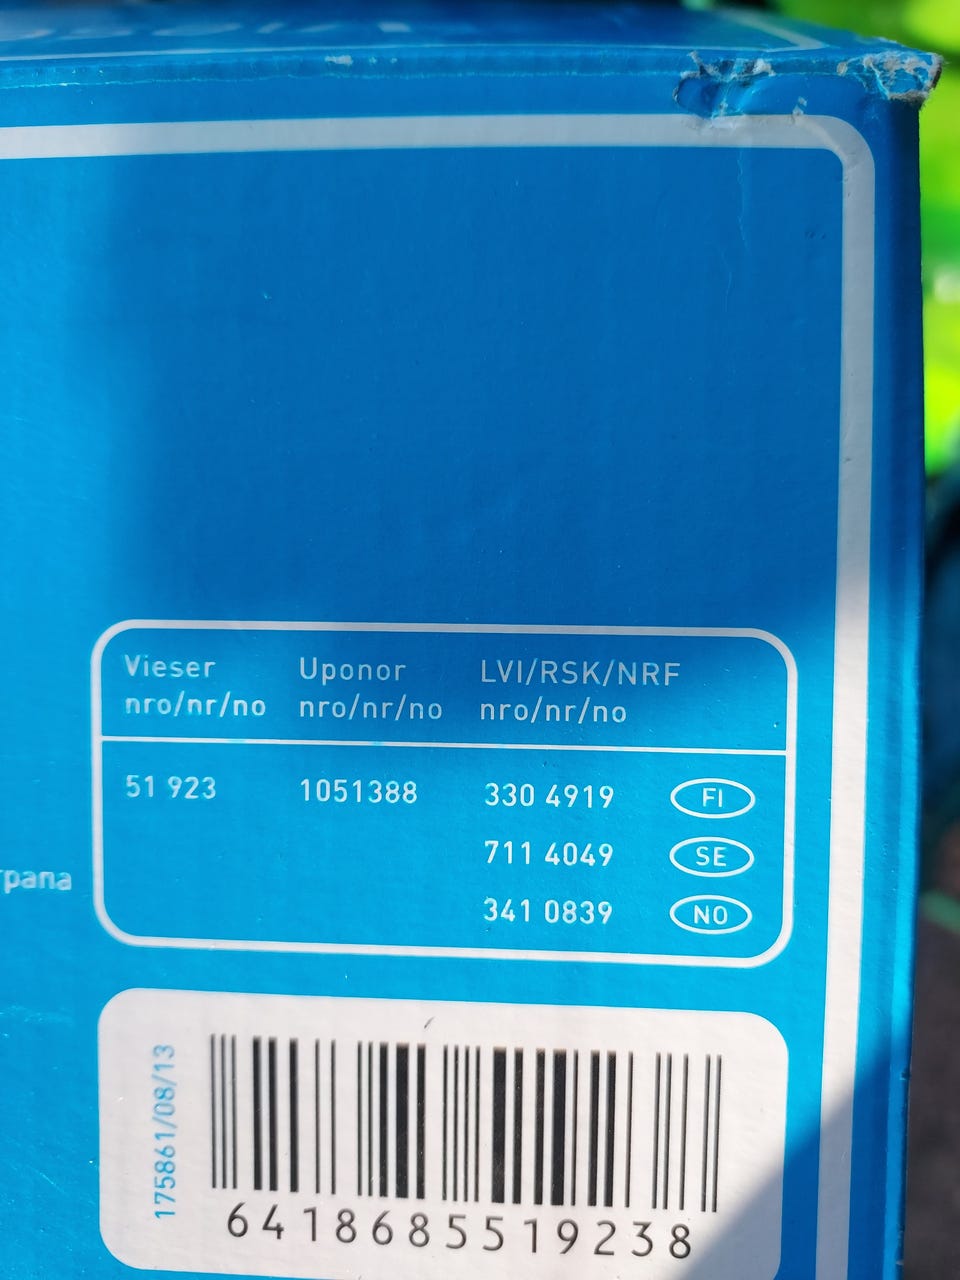 Vieser Uponor LVI/RSK/NRF
nro/nr/no nro/nr/no nro/nr/no
51 923 1051388 330 4919 FI
711 4049 SE
rpana
341 0839 NO
175861/08/13
6418685519238